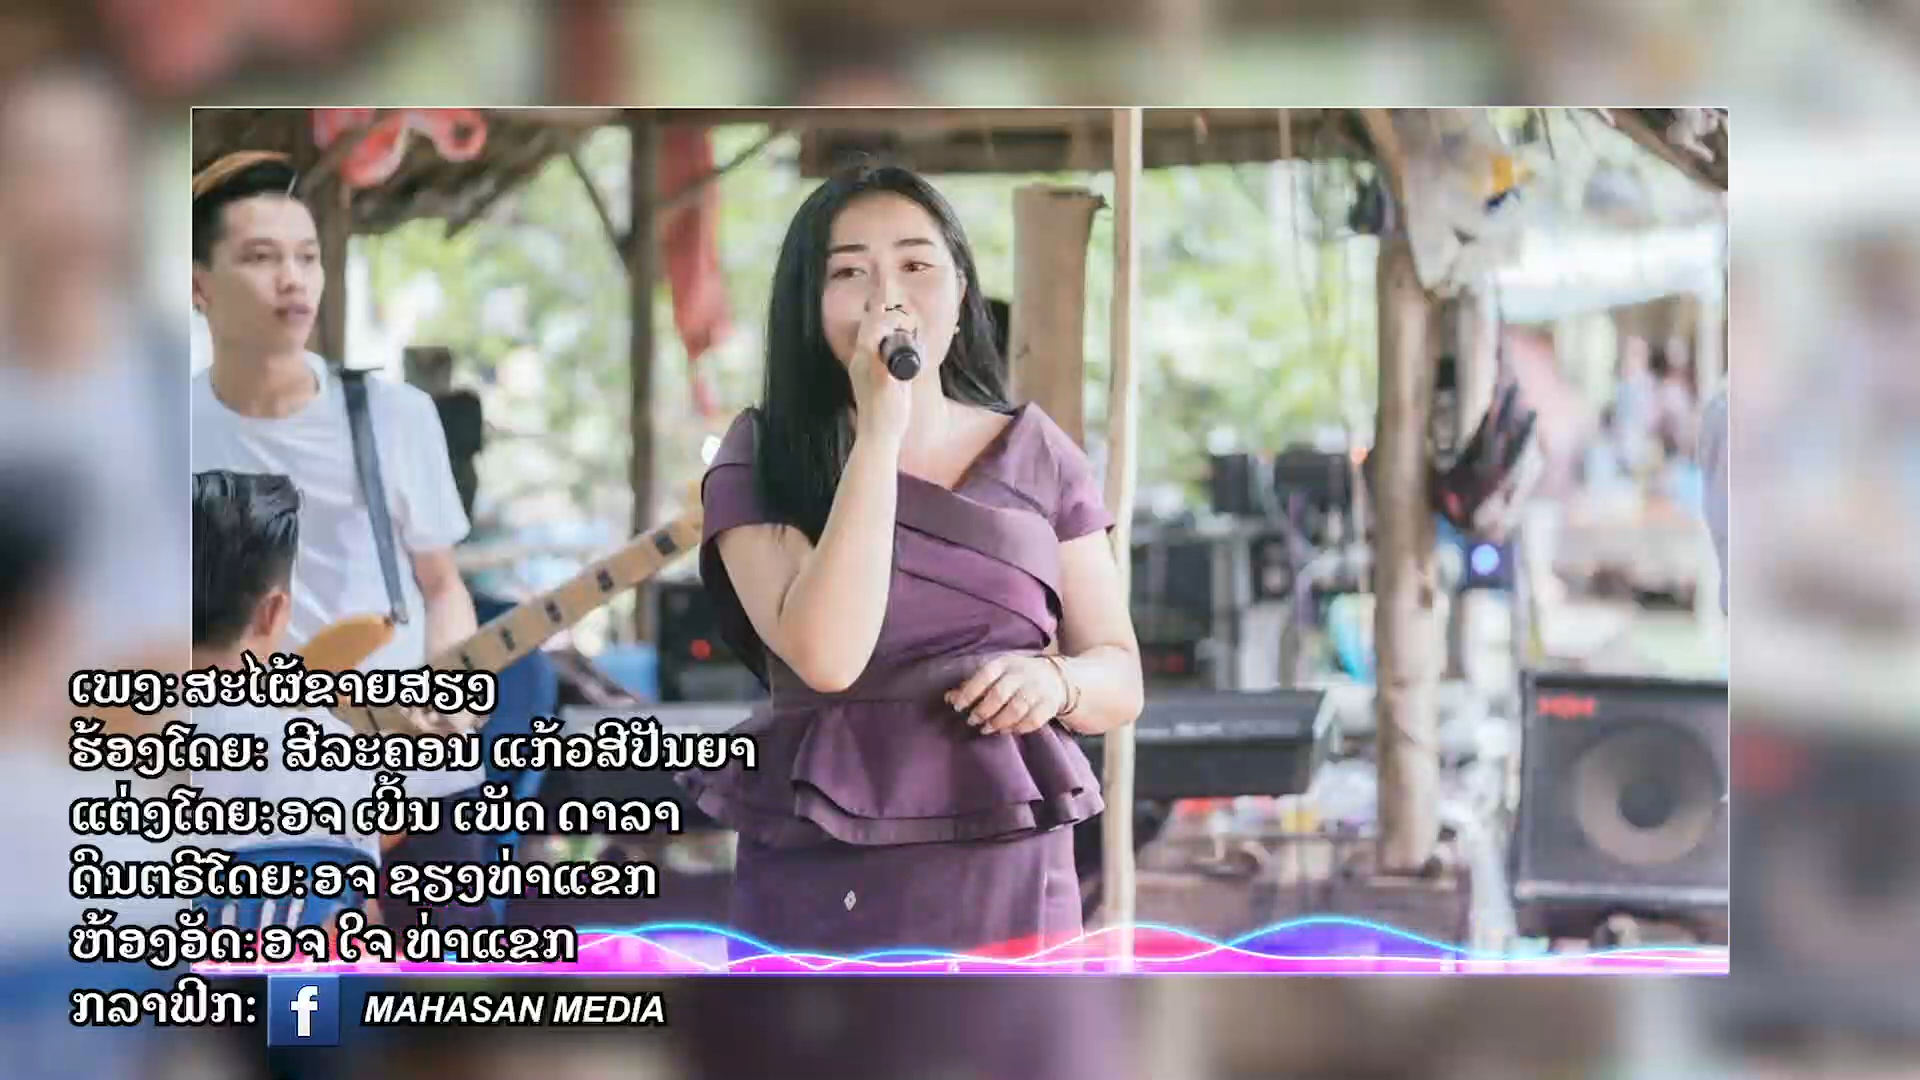 ເພງ: ສະໄພ້ຂາຍສຽງ
ຮ້ອງໂດຍ: ສີລະຄອນ ແກ້ວສີປັນຍາ
ແຕ່ງໂດຍ: ອຈ ເບິ້ນ ເພັດ ດາລາ
ດົນຕຣີໂດຍ: ອຈ ຊຽງທ່າແຂກ
ຫ້ອງອັດ: ອຈ ໃຈ ທ່າແຂກ
ກລາຟິກ: f MAHASAN MEDIA